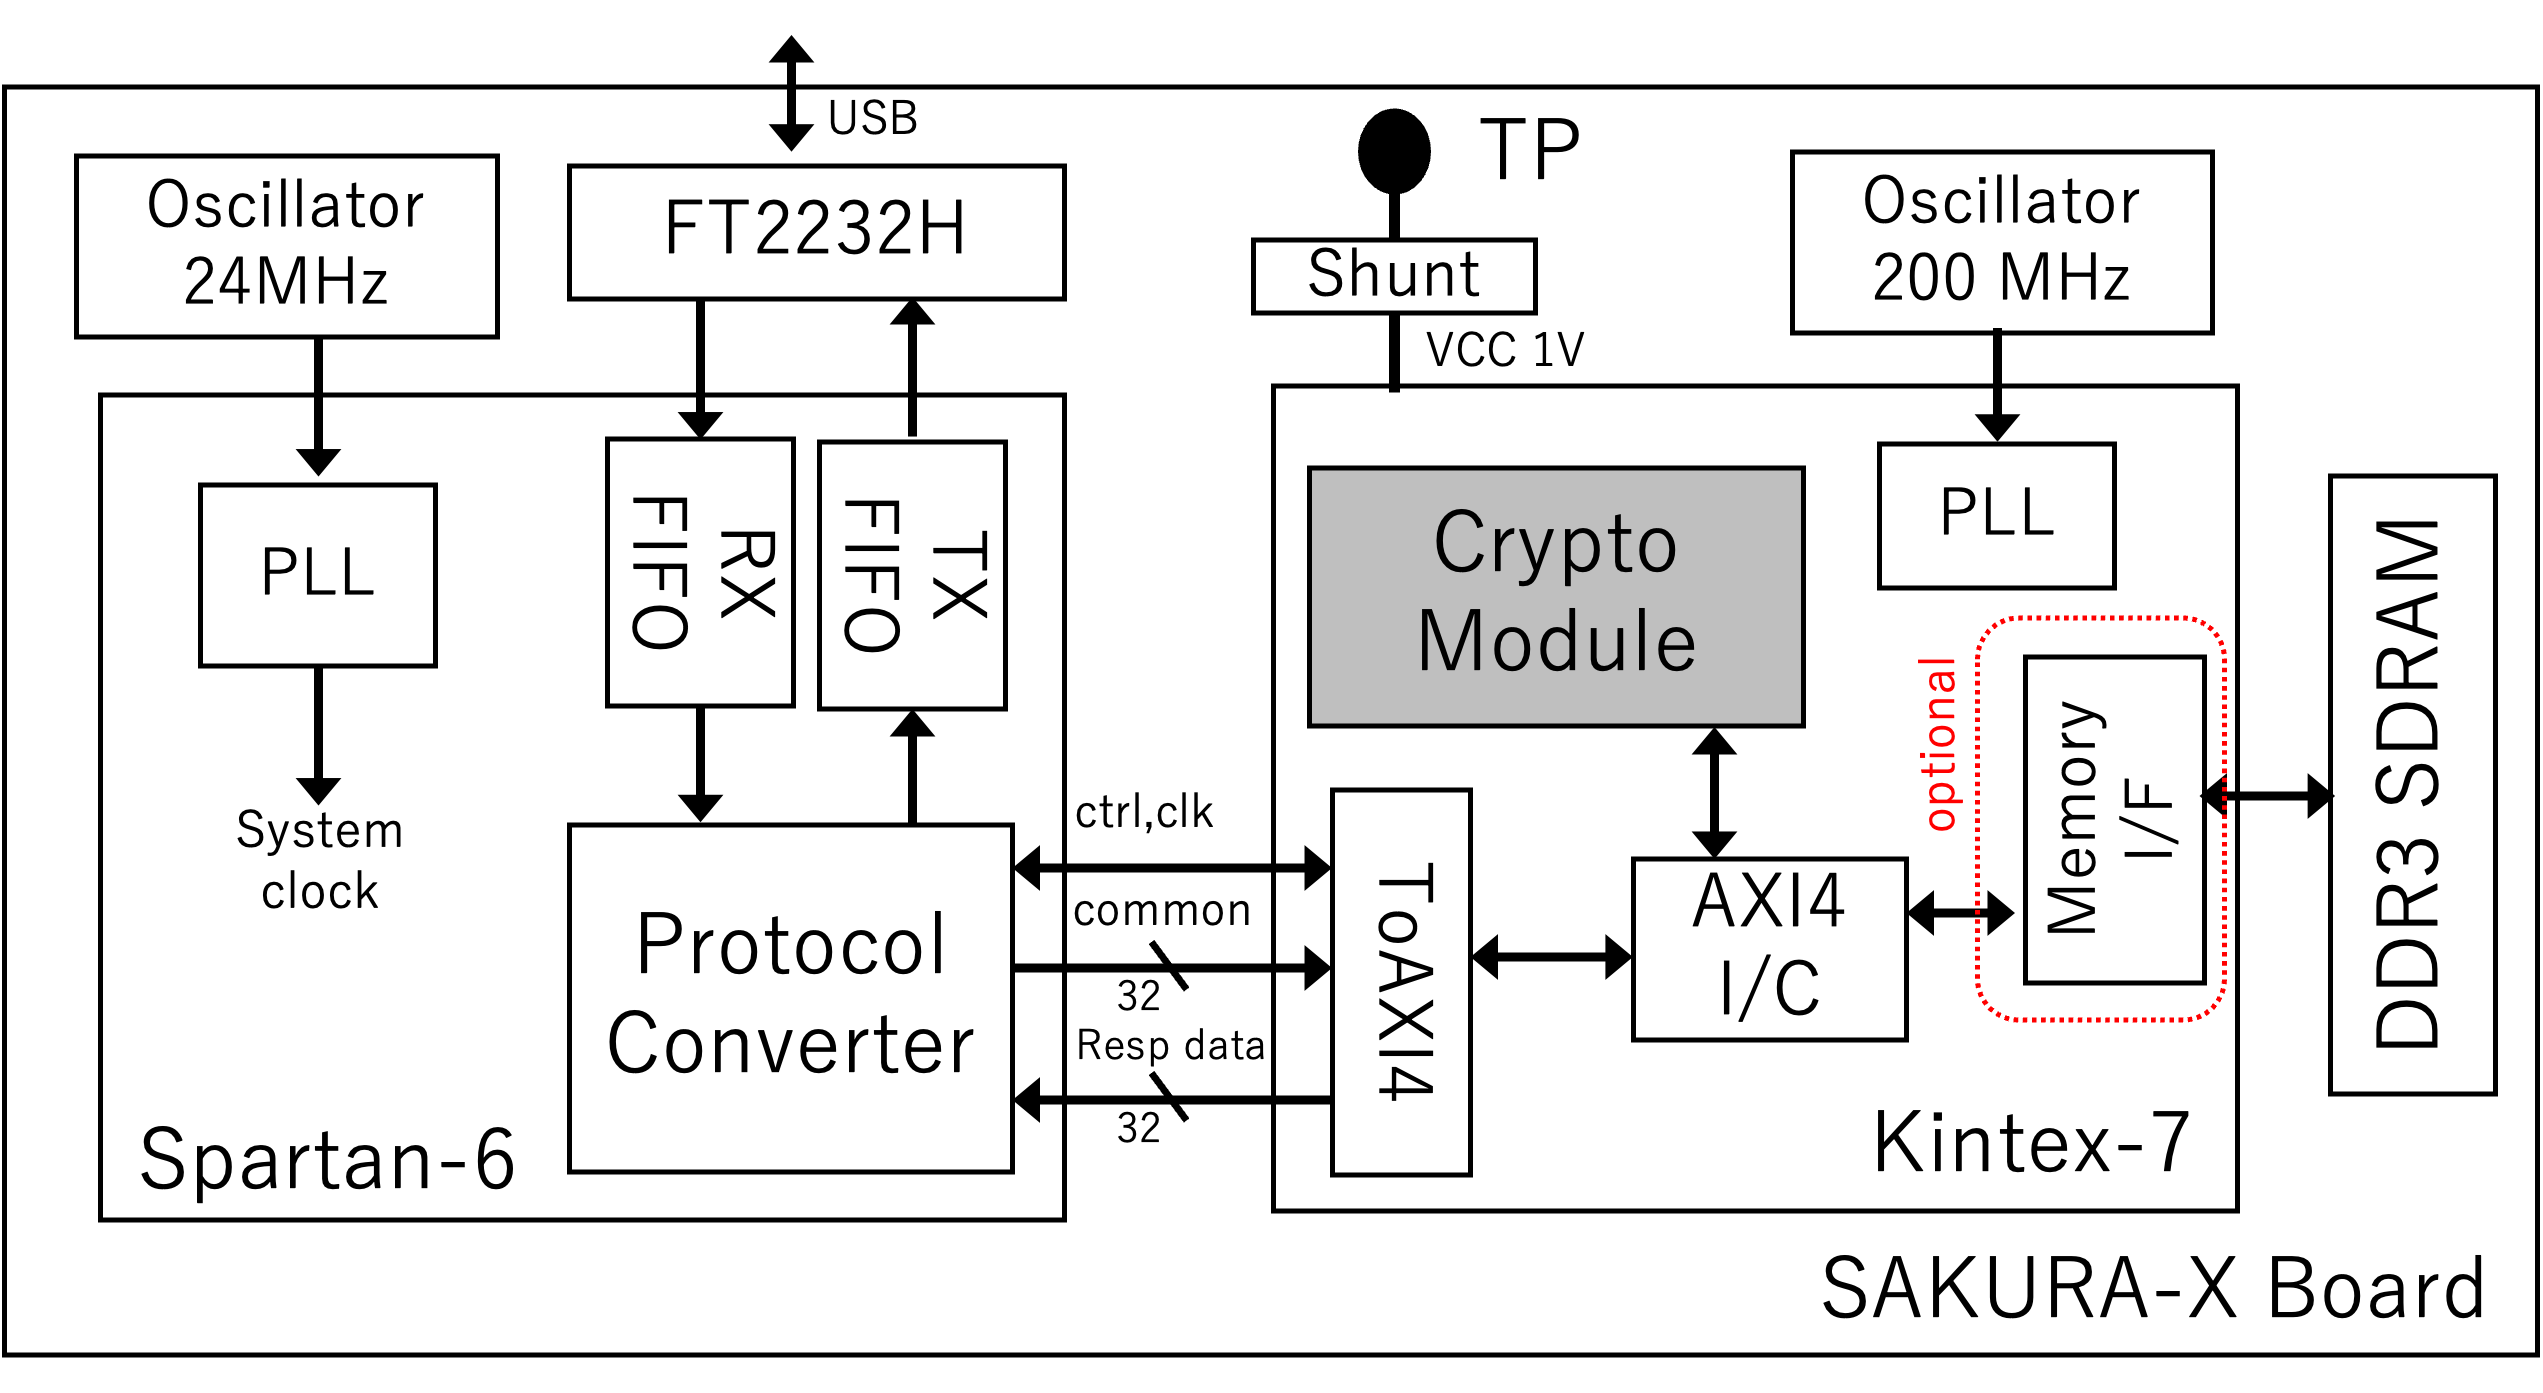 USB
TP
Oscillator
24MHz
FT2232H
Shunt
VCC 1V
Oscillator
200 MHz
PLL
RX
FIFO
TX
FIFO
System
clock
Protocol
Converter
Spartan-6
ctrl,clk
common
32
Resp data
32
Crypto
Module
PLL
ToAXI4
AXI4
I/C
optional
Memory
I/F
Kintex-7
DDR3 SDRAM
SAKURA-X Board